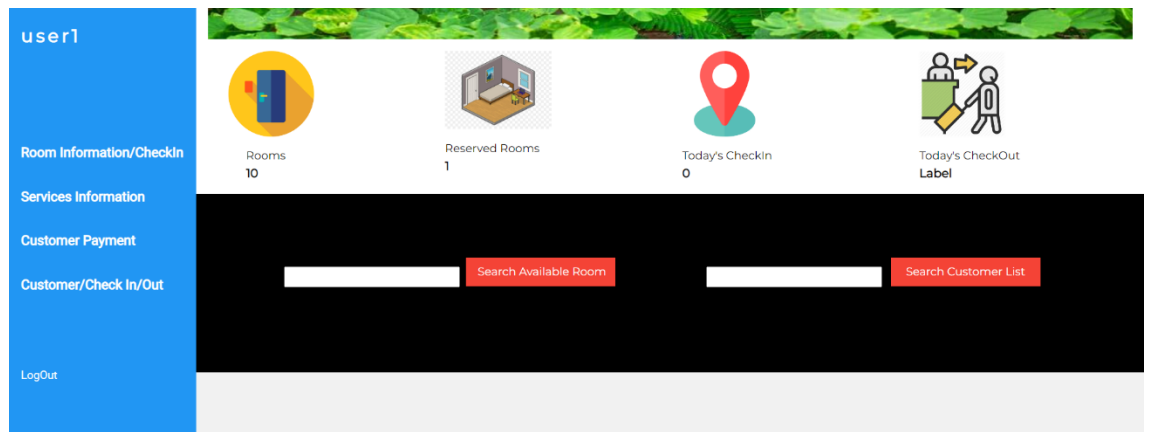 user1
Room Information/CheckIn
Services Information
Customer Payment
Customer/Check In/Out
LogOut
Rooms
10
Reserved Rooms
1
Today's CheckIn
0
Today's CheckOut
Label
Search Available Room
Search Customer List